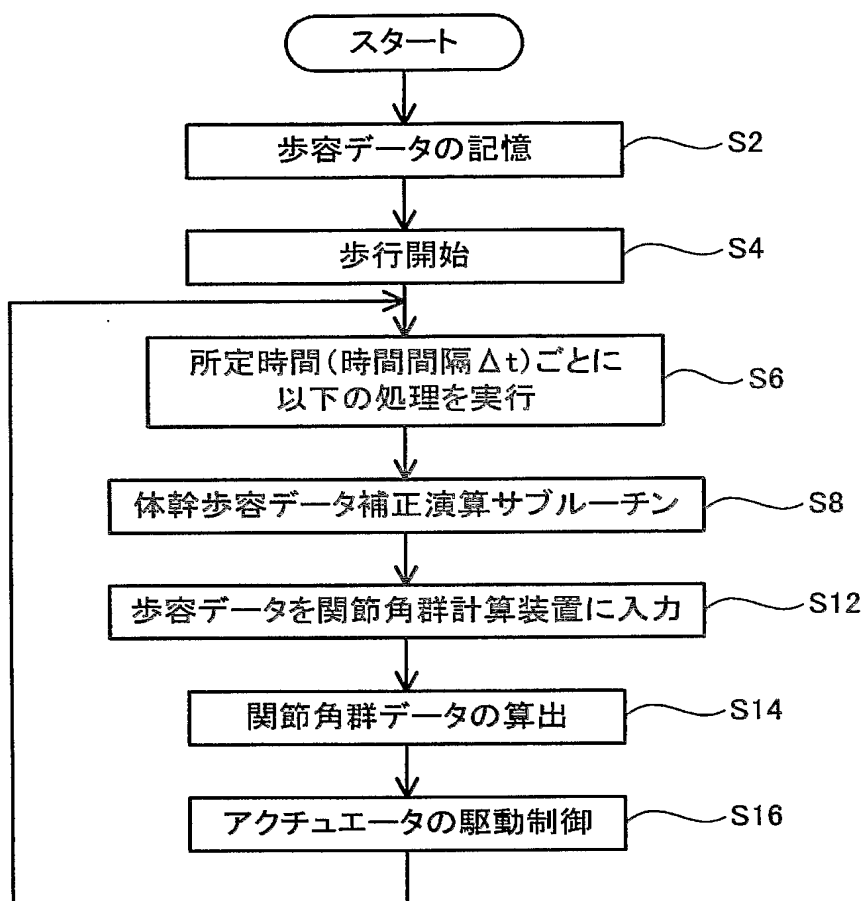 スタート
歩容データの記憶
S2
歩行開始
S4
所定時間(時間間隔Δt)ごとに
以下の処理を実行
S6
体幹歩容データ補正演算サブルーチン
S8
歩容データを関節角群計算装置に入力
S12
関節角群データの算出
S14
アクチュエータの駆動制御
S16